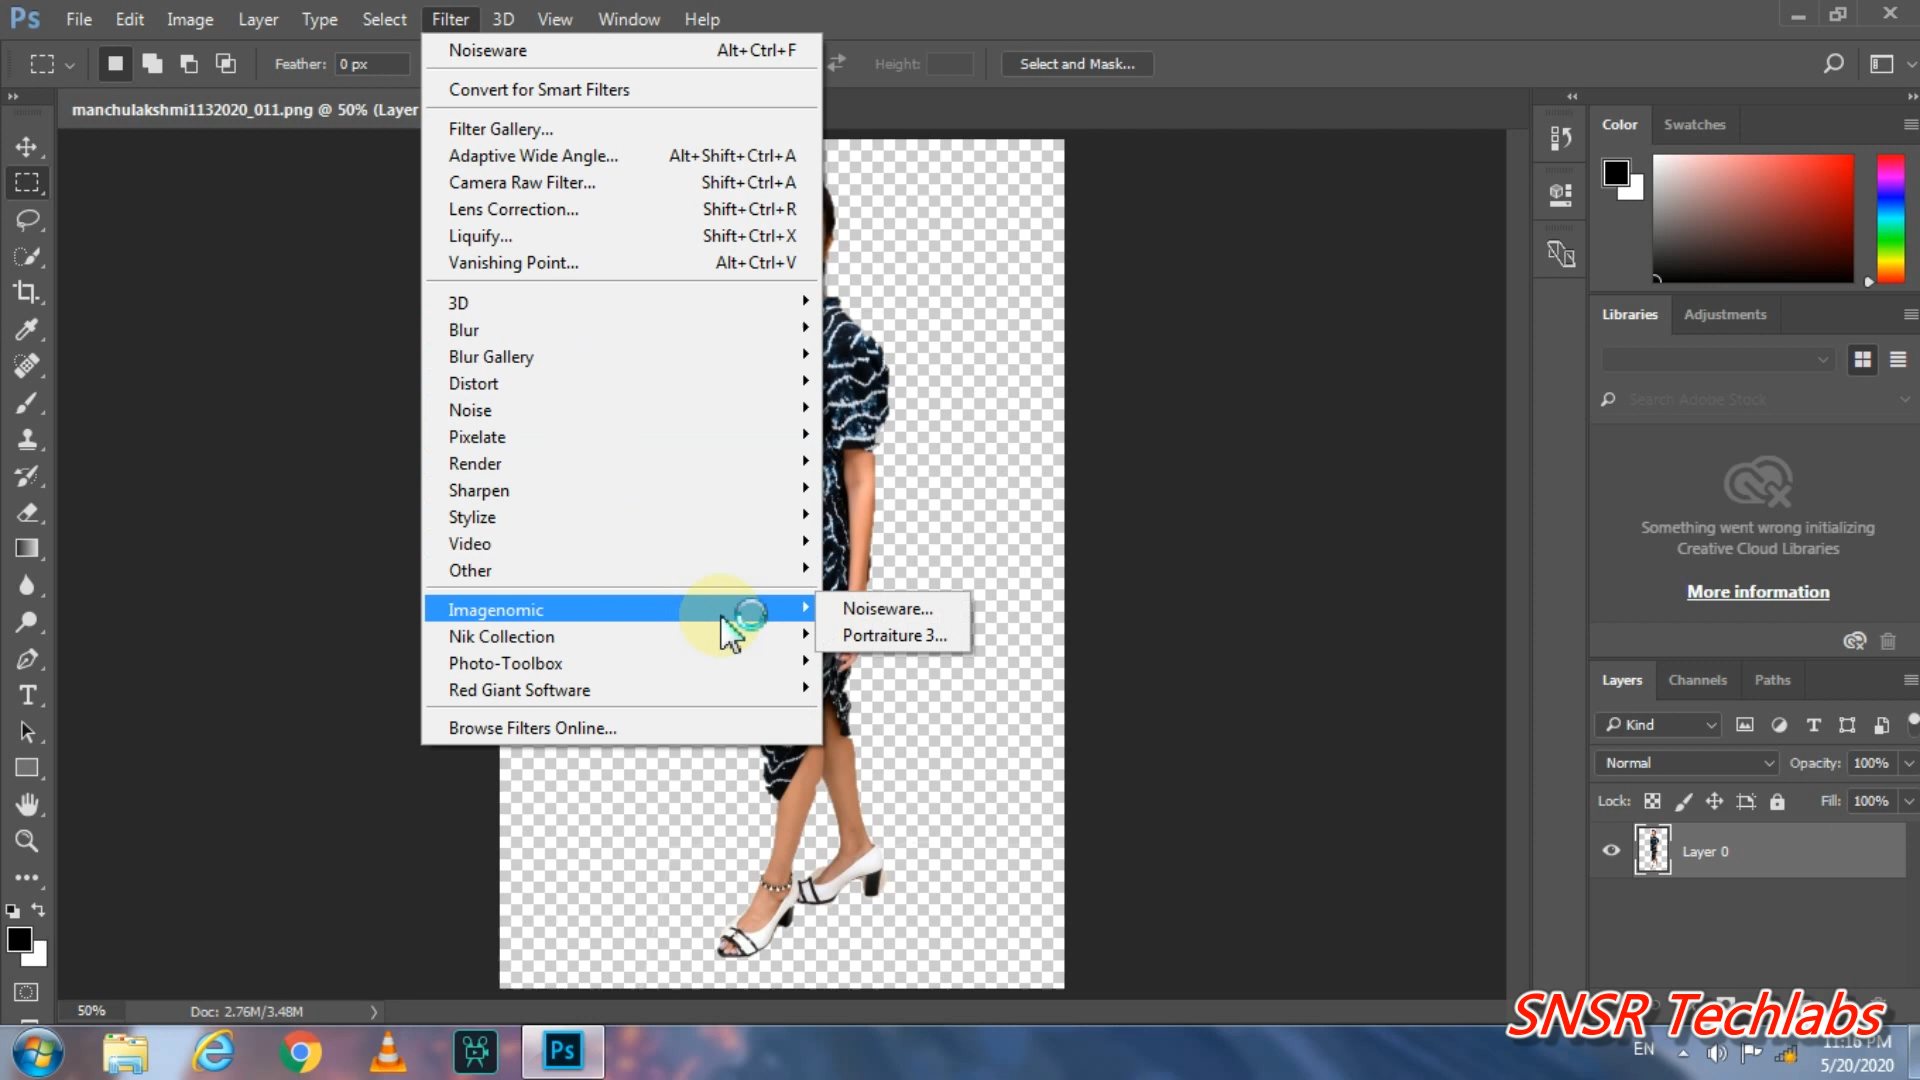 Ps File Edit Image Layer Type Select Filter 3D View Window Help
Feather: 0 px Height: Select and Mask...
manchulakshmi1132020_011.png @ 50% (Layer
Noiseware Alt+Ctrl+F
Convert for Smart Filters
Filter Gallery...
Adaptive Wide Angle... Alt+Shift+Ctrl+A
Camera Raw Filter... Shift+Ctrl+A
Lens Correction... Shift+Ctrl+R
Liquify... Shift+Ctrl+X
Vanishing Point... Alt+Ctrl+V
3D
Blur
Blur Gallery
Distort
Noise
Pixelate
Render
Sharpen
Stylize
Video
Other
Imagenomic
Nik Collection
Photo-Toolbox
Red Giant Software
Browse Filters Online...
Noiseware...
Portraiture 3...
Color Swatches
Libraries Adjustments
Search Adobe Stock
Something went wrong initializing
Creative Cloud Libraries
More information
Layers Channels Paths
Kind
Normal Opacity: 100%
Lock: Fill: 100%
Layer 0
50% Doc: 2.76M/3.48M
SNSR Techlabs
Ps
EN 11:16 PM
5/20/2020